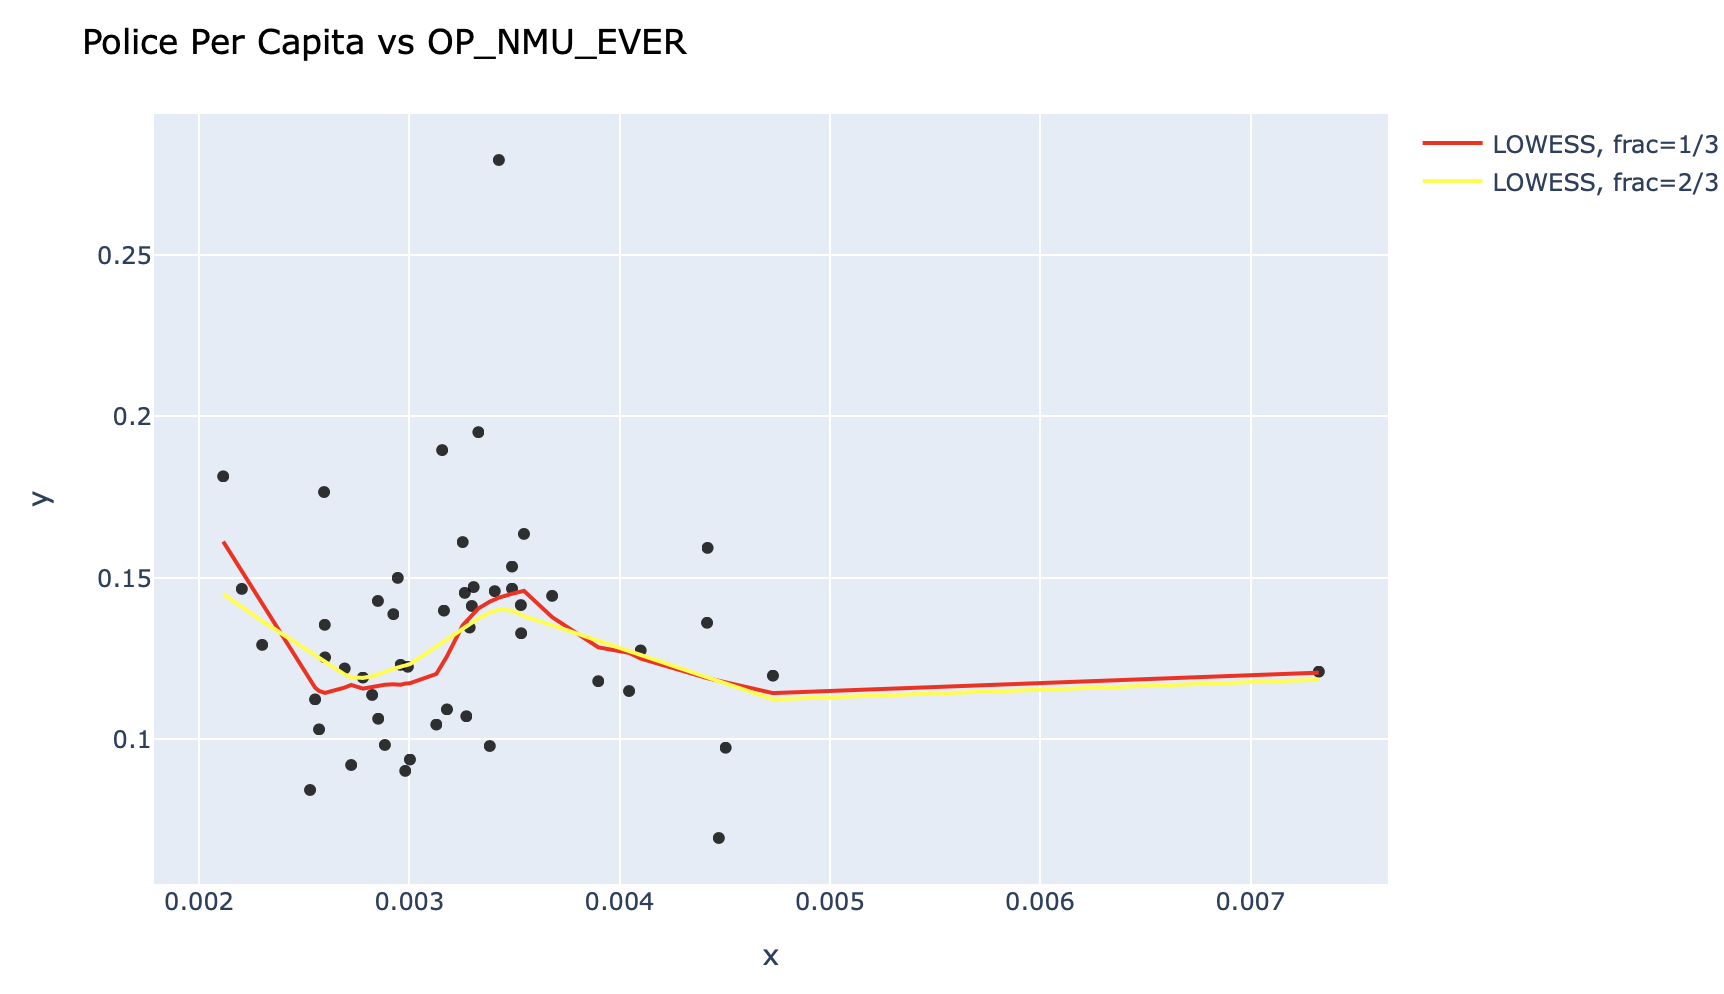 Police Per Capita vs OP_NMU_EVER
LOWESS, frac=1/3
LOWESS, frac=2/3
0.25
0.2
0.15
0.1
y
0.002
0.003
0.004
0.005
0.006
0.007
x